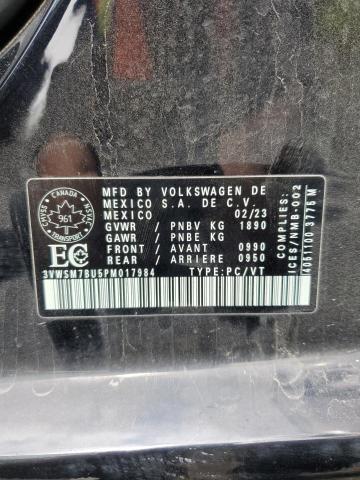 MFD BY VOLKSWAGEN DE
MEXICO S.A. DE C.V.
MEXICO 02/23
GVWR / PNBV KG 1890
GAWR / PNBE KG
FRONT / AVANT 0990
REAR / ARRIERE 0950
3VWSM7BU5PM017984 TYPE:PC/VT
CANADA
961
TRANSPORT
EC
COMPLIES:
ICES/NMB-002